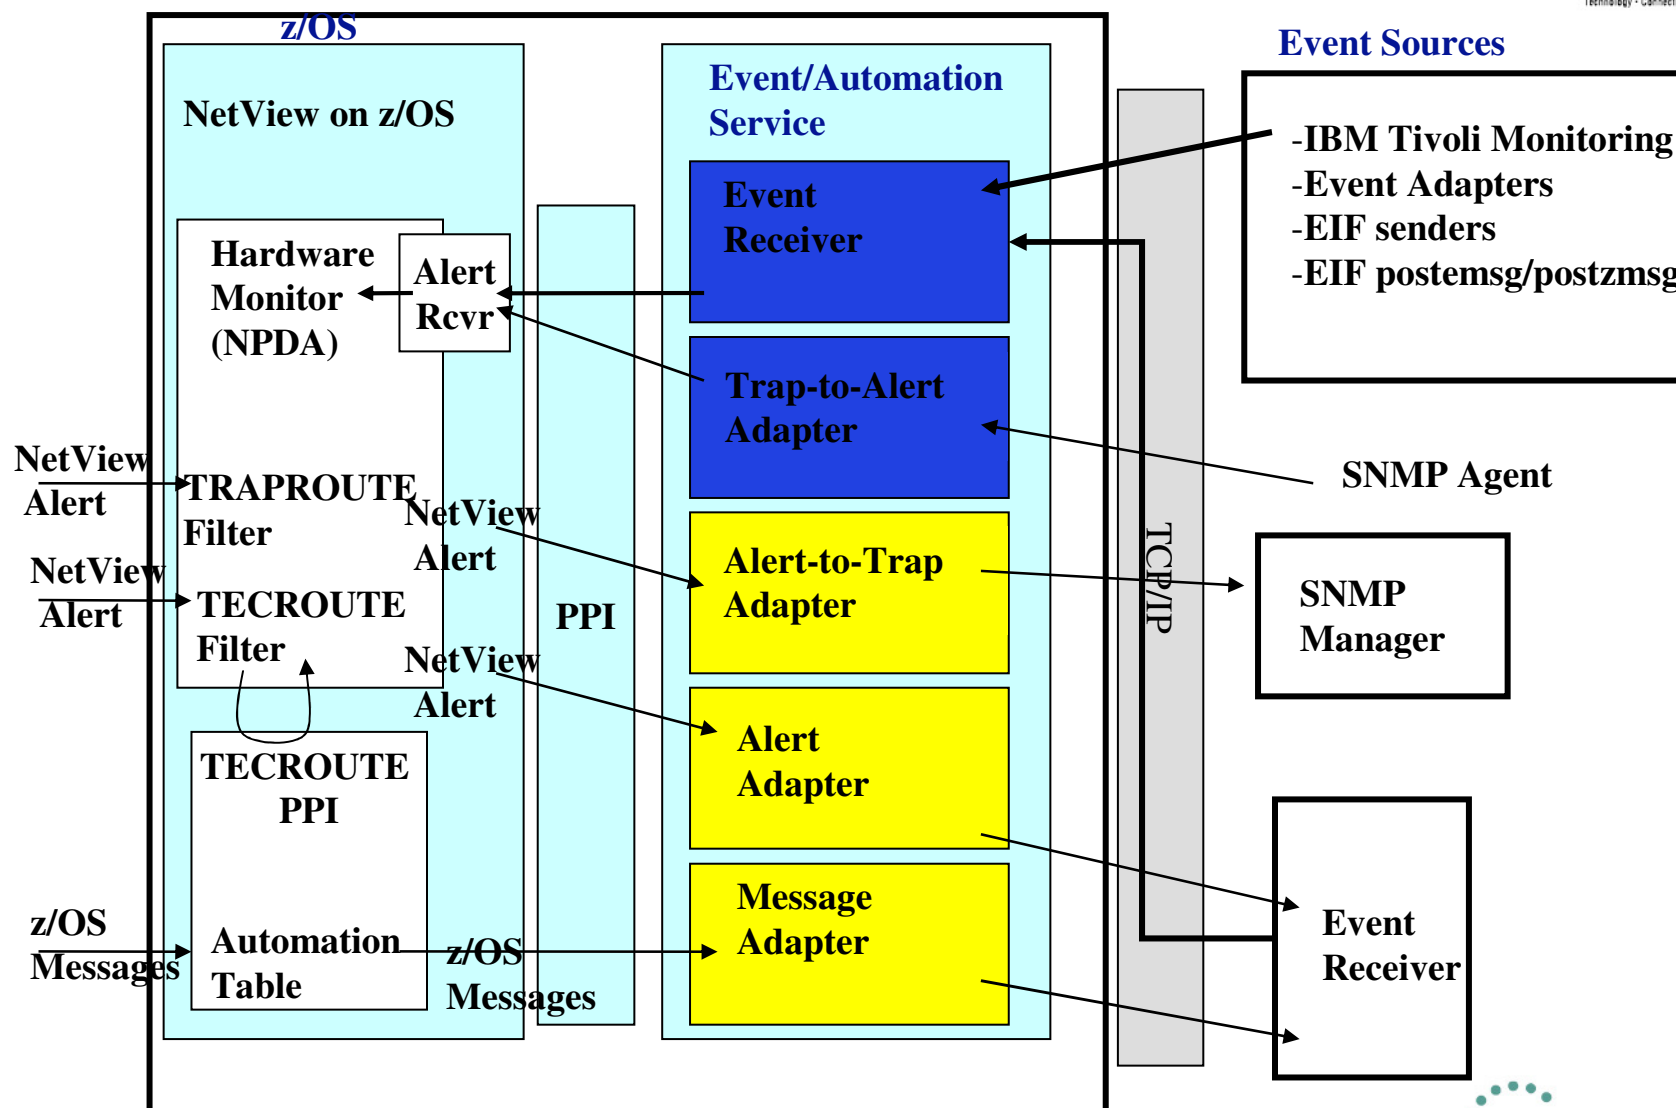 Technology · Connect
z/OS
Event Sources
NetView on z/OS
Event/Automation
Service
-IBM Tivoli Monitoring
-Event Adapters
-EIF senders
-EIF postemsg/postzmsg
Event
Receiver
Hardware
Monitor
(NPDA)
Alert
Rcvr
Trap-to-Alert
Adapter
NetView
Alert
TRAPROUTE
Filter
NetView
Alert
SNMP Agent
NetView
Alert
TECROUTE
Filter
PPI
Alert-to-Trap
Adapter
TCP/IP
SNMP
Manager
NetView
Alert
Alert
Adapter
TECROUTE
PPI
z/OS
Messages
Automation
Table
z/OS
Messages
Message
Adapter
Event
Receiver